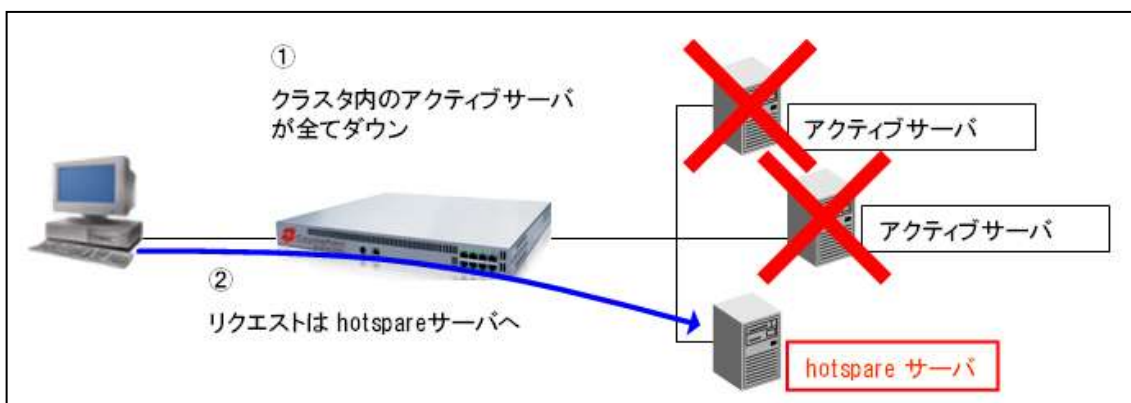 ①
クラスタ内のアクティブサーバ
が全てダウン
アクティブサーバ
アクティブサーバ
②
リクエストは hotspareサーバへ
hotspare サーバ